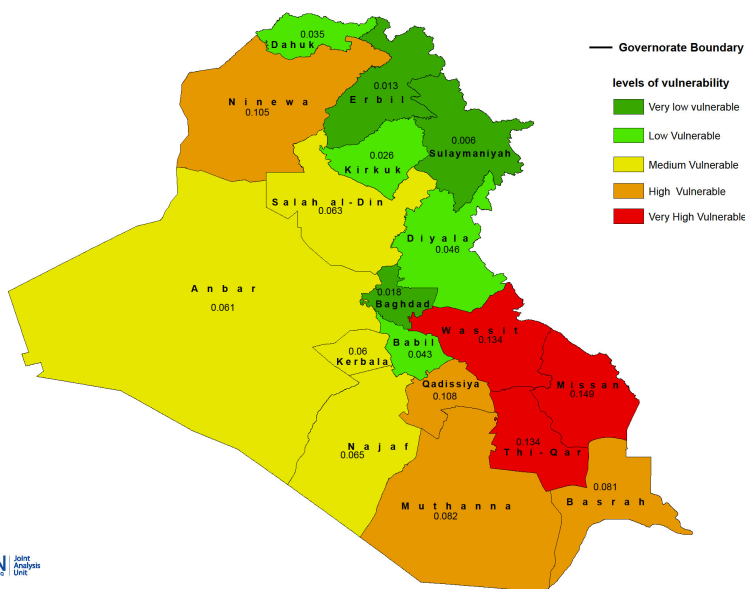 0.035
Dahuk
Governorate Boundary
levels of vulnerability
Very low vulnerable
Low Vulnerable
Medium Vulnerable
High Vulnerable
Very High Vulnerable
0.013
Erbil
Ninewa
0.105
0.006
Sulaymaniyah
0.026
Kirkuk
Salah al-Din
0.063
Diyala
0.046
Anbar
0.061
0.018
Baghdad
Wassit
0.134
Babil
0.043
0.06
Kerbala
Qadissiya
0.108
Missan
0.149
Najaf
0.065
0.134
Thi-Qar
0.081
Basrah
Muthanna
0.082
Joint
Analysis
Unit